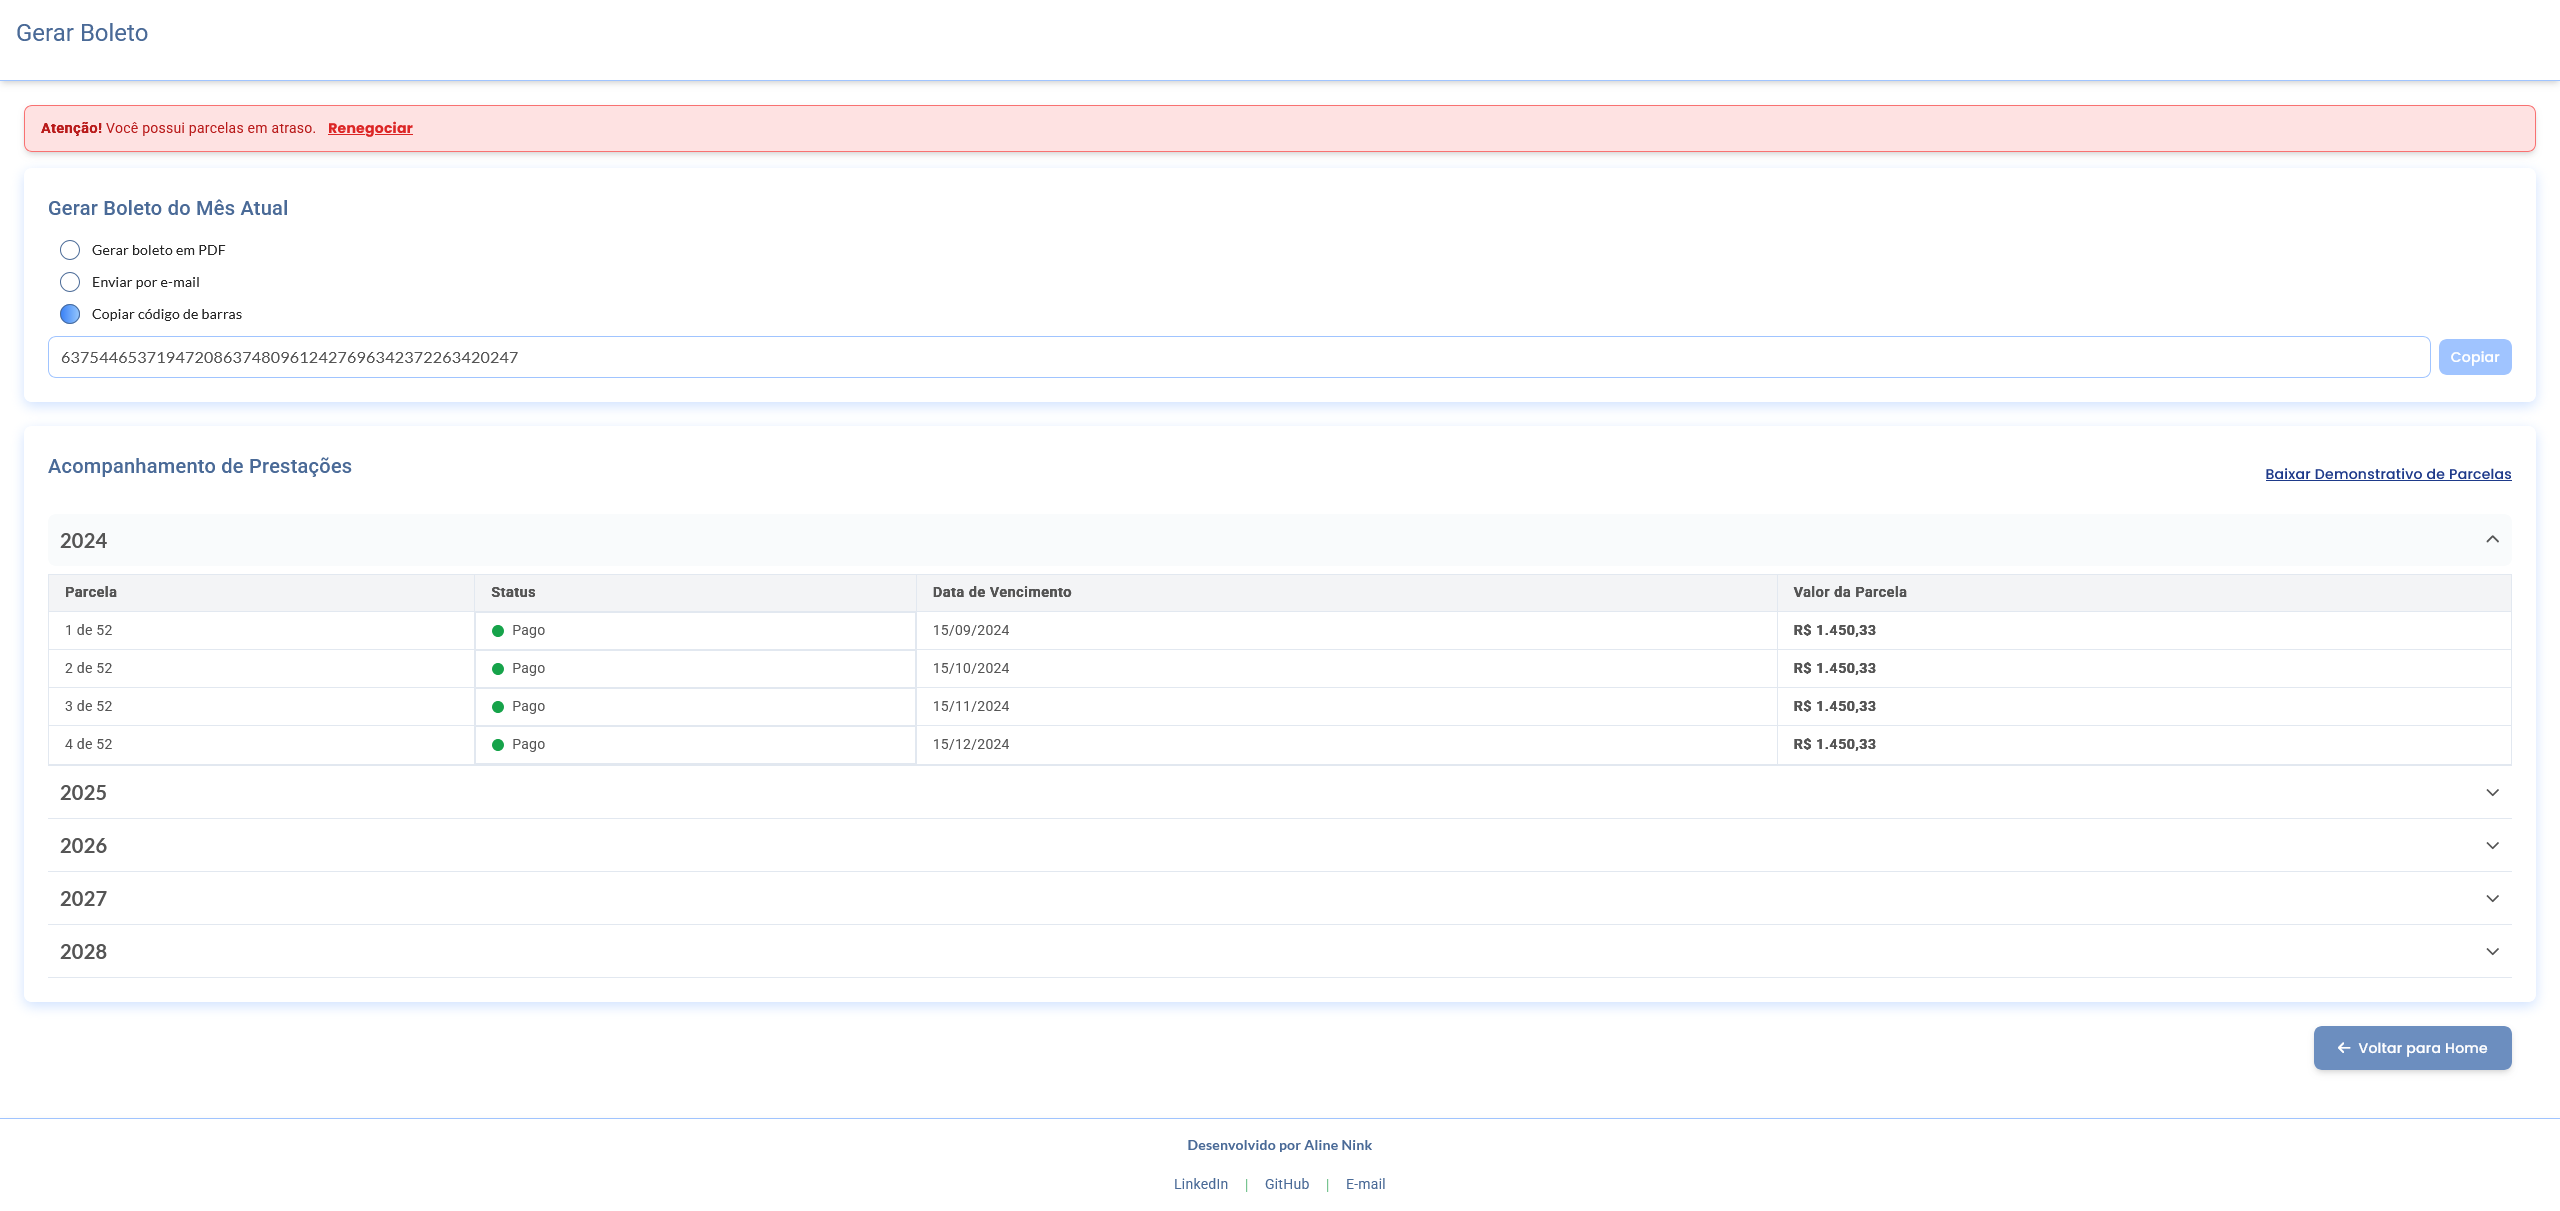 Gerar Boleto
Atenção! Você possui parcelas em atraso. Renegociar
Gerar Boleto do Mês Atual
Gerar boleto em PDF
Enviar por e-mail
Copiar código de barras
63754465371947208637480961242769634237226342024​7
Copiar
Acompanhamento de Prestações
Baixar Demonstrativo de Parcelas
2024
Parcela Status Data de Vencimento Valor da Parcela
1 de 52 Pago 15/09/2024 R$ 1.450,33
2 de 52 Pago 15/10/2024 R$ 1.450,33
3 de 52 Pago 15/11/2024 R$ 1.450,33
4 de 52 Pago 15/12/2024 R$ 1.450,33
2025
2026
2027
2028
Voltar para Home
Desenvolvido por Aline Nink
LinkedIn | GitHub | E-mail